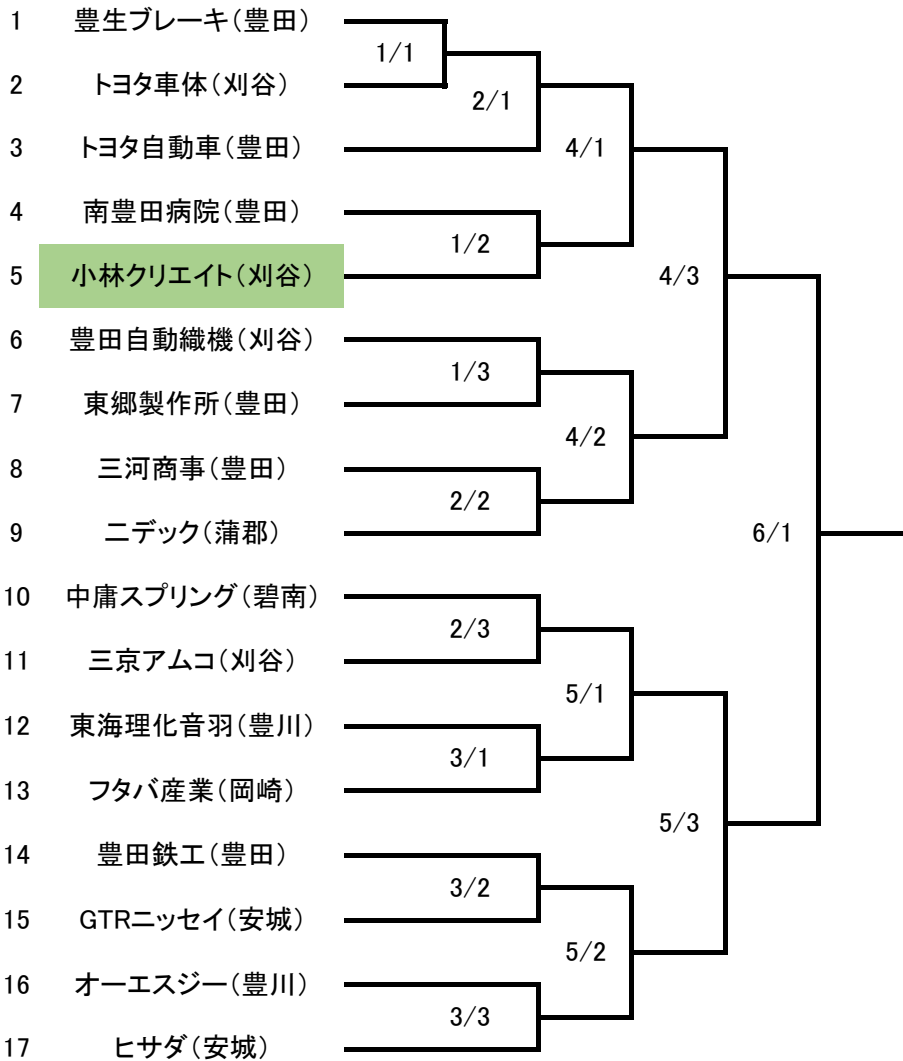 1 豊生ブレーキ(豊田)
1/1
2 トヨタ車体(刈谷)
2/1
3 トヨタ自動車(豊田)
4/1
4 南豊田病院(豊田)
1/2
5 小林クリエイト(刈谷)
4/3
6 豊田自動織機(刈谷)
1/3
7 東郷製作所(豊田)
4/2
8 三河商事(豊田)
2/2
9 ニデック(蒲郡)
6/1
10 中庸スプリング(碧南)
2/3
11 三京アムコ(刈谷)
5/1
12 東海理化音羽(豊川)
3/1
13 フタバ産業(岡崎)
5/3
14 豊田鉄工(豊田)
3/2
15 GTRニッセイ(安城)
5/2
16 オーエスジー(豊川)
3/3
17 ヒサダ(安城)